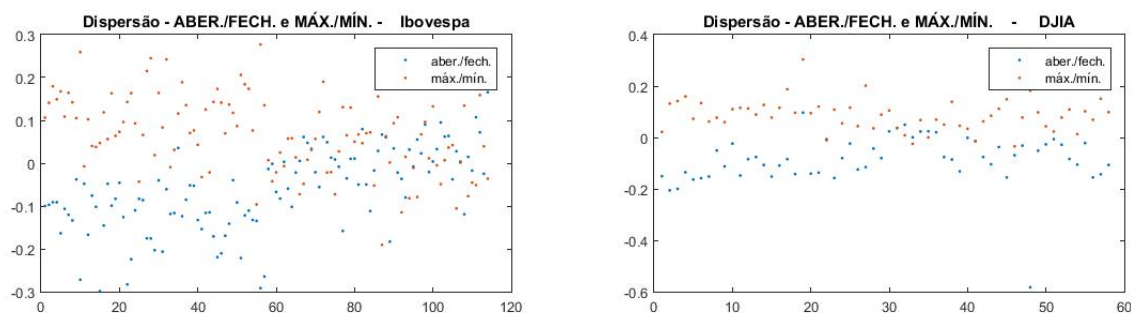 Dispersão - ABER./FECH. e MÁX./MÍN. - Ibovespa
0.3
0.2
0.1
0
-0.1
-0.2
-0.3
0 20 40 60 80 100 120
aber./fech.
máx./mín.
Dispersão - ABER./FECH. e MÁX./MÍN. - DJIA
0.4
0.2
0
-0.2
-0.4
-0.6
0 10 20 30 40 50 60
aber./fech.
máx./mín.